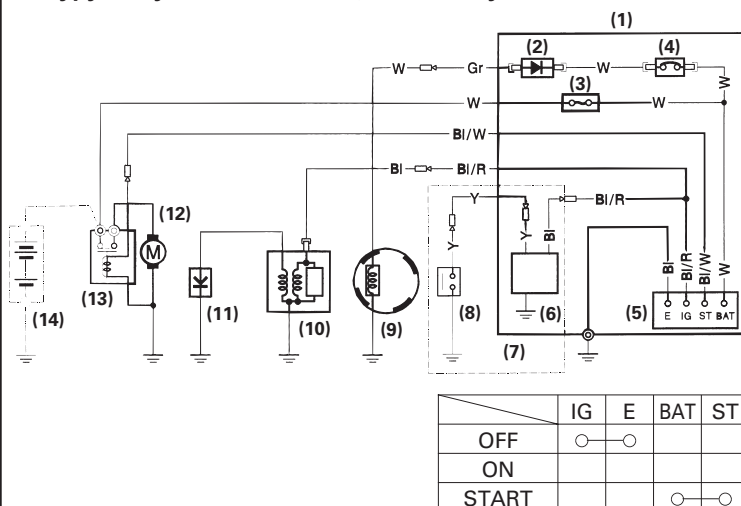 (1)
(2) (4)
W Gr W W
(3)
W W
Bl/W
Bl Bl/R
Y Bl/R
(12)
Y Y Bl Bl Bl/R Bl/W W
M
E IG ST BAT
(5)
(13) (11) (10) (9) (8) (6)
(14) (7)
IG E BAT ST
OFF
ON
START